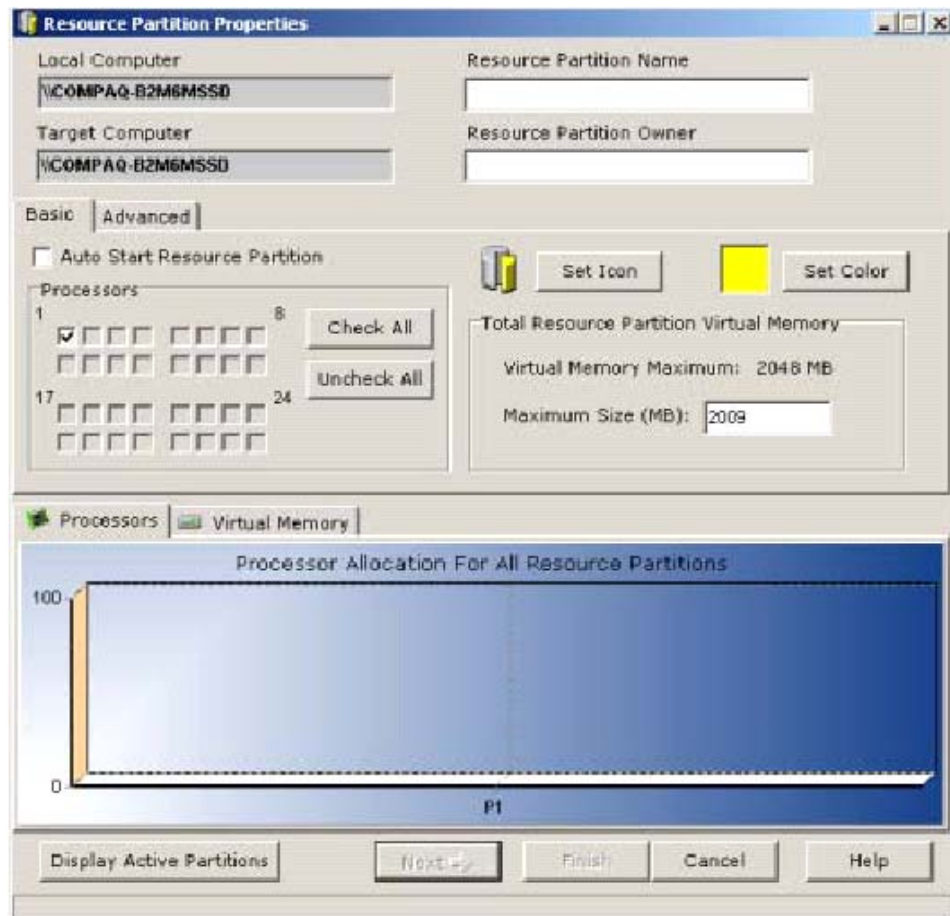 Resource Partition Properties
Local Computer
\\COMPAQ-B2M6MSSD
Resource Partition Name
Target Computer
\\COMPAQ-B2M6MSSD
Resource Partition Owner
Basic
Advanced
Auto Start Resource Partition
Set Icon
Set Color
Processors
1
8
Check All
Uncheck All
17
24
Total Resource Partition Virtual Memory
Virtual Memory Maximum: 2048 MB
Maximum Size (MB): 2009
Processors
Virtual Memory
Processor Allocation For All Resource Partitions
100
0
P1
Display Active Partitions
Next
Finish
Cancel
Help